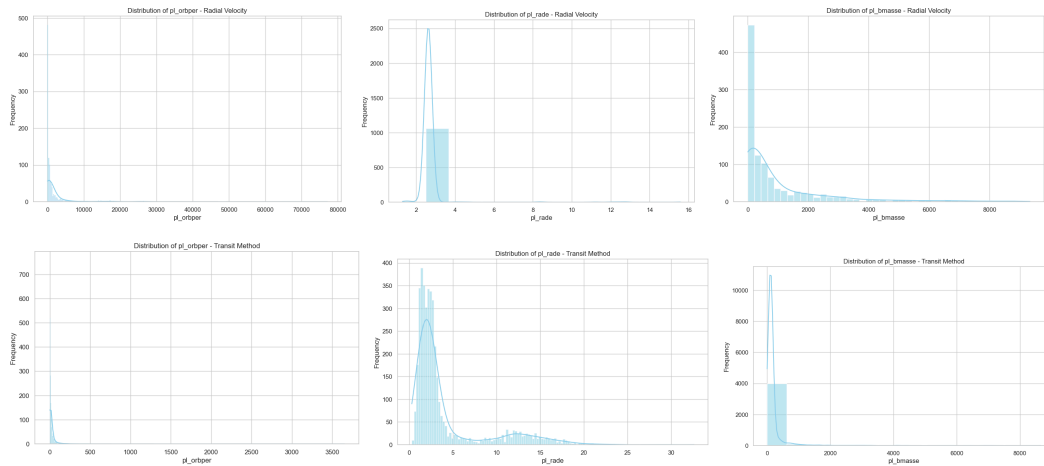 Distribution of pl_orbper - Radial Velocity
Frequency
500
400
300
200
100
0
0 10000 20000 30000 40000 50000 60000 70000 80000
pl_orbper
Distribution of pl_rade - Radial Velocity
Frequency
2500
2000
1500
1000
500
0
2 4 6 8 10 12 14 16
pl_rade
Distribution of pl_bmasse - Radial Velocity
Frequency
400
300
200
100
0
0 2000 4000 6000 8000
pl_bmasse
Distribution of pl_orbper - Transit Method
Frequency
700
600
500
400
300
200
100
0
0 500 1000 1500 2000 2500 3000 3500
pl_orbper
Distribution of pl_rade - Transit Method
Frequency
400
350
300
250
200
150
100
50
0
0 5 10 15 20 25 30
pl_rade
Distribution of pl_bmasse - Transit Method
Frequency
10000
8000
6000
4000
2000
0
0 2000 4000 6000 8000
pl_bmasse